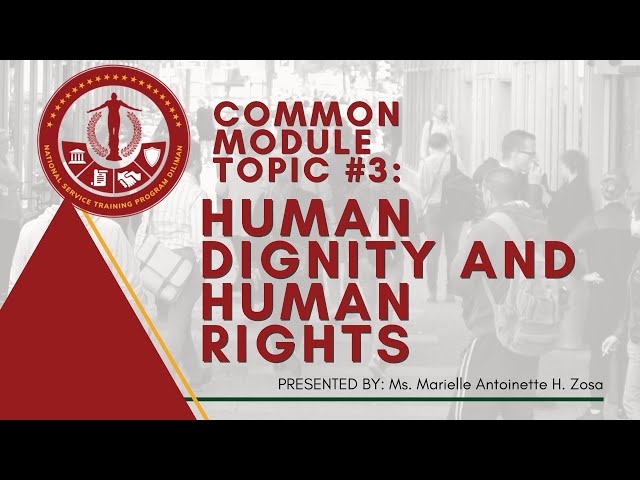 NATIONAL SERVICE TRAINING PROGRAM DILIMAN
COMMON
MODULE
TOPIC #3:
HUMAN
DIGNITY AND
HUMAN
RIGHTS
PRESENTED BY: Ms. Marielle Antoinette H. Zosa